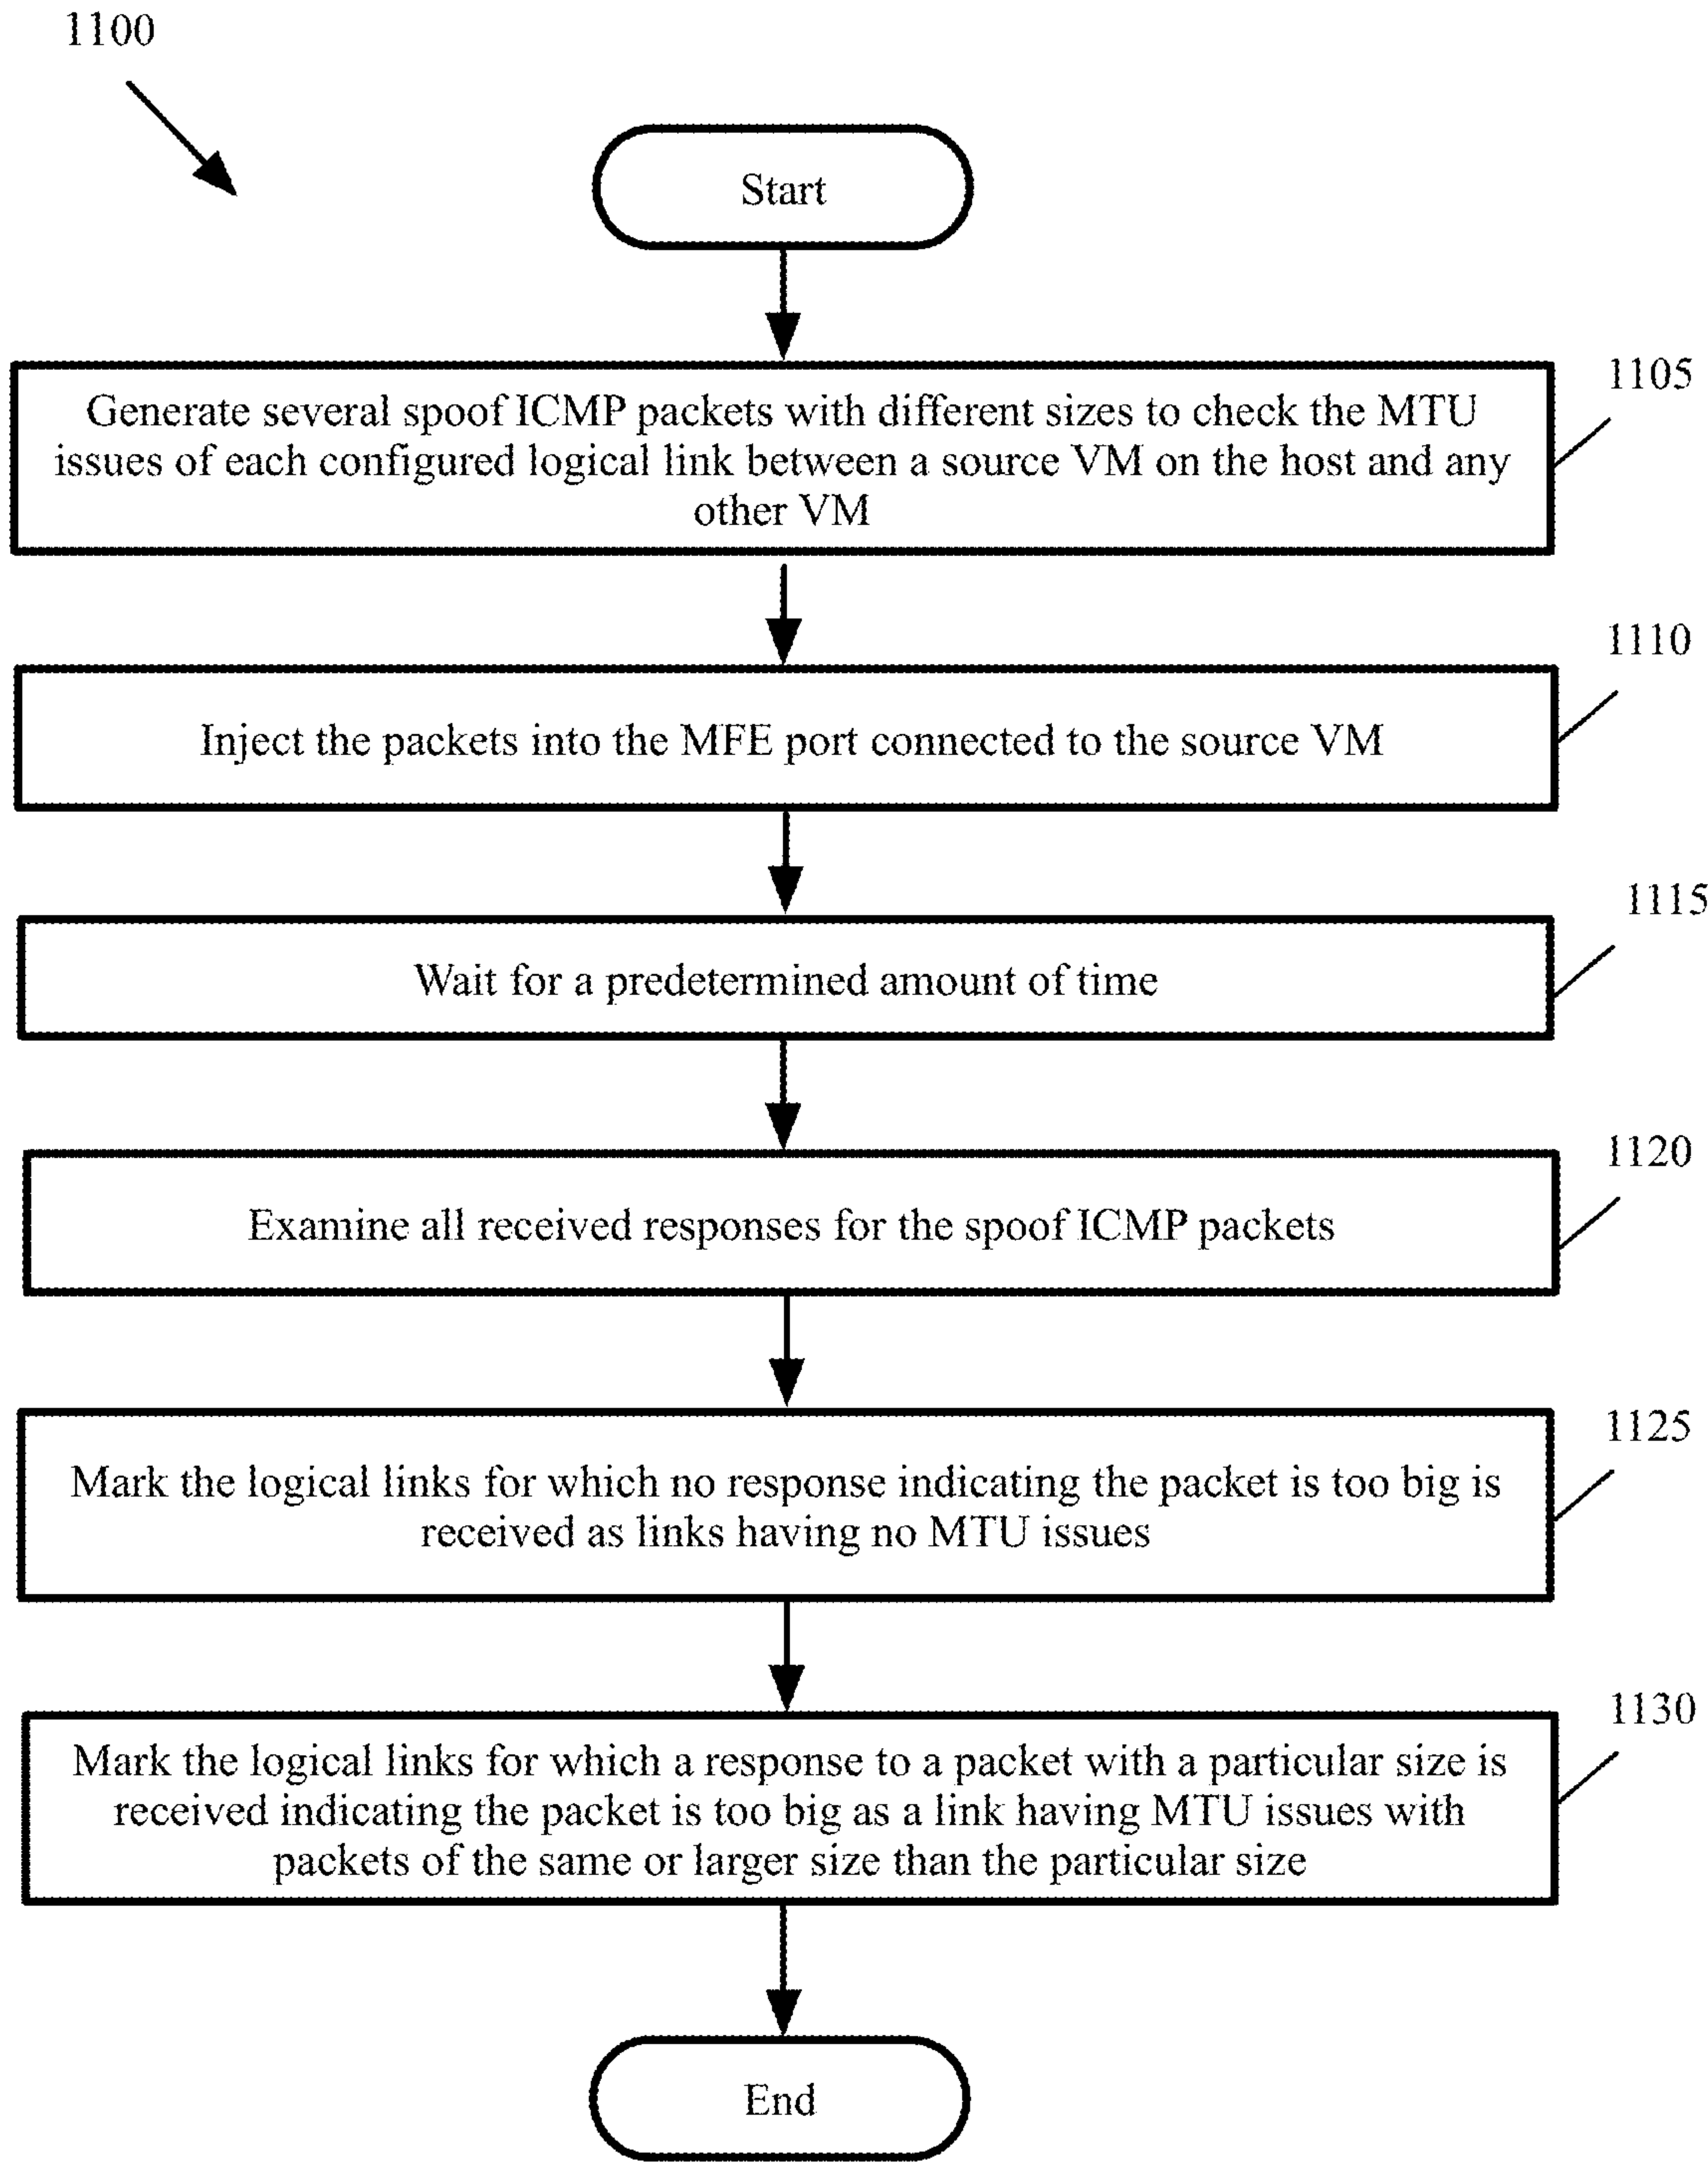 1100
Start
1105
Generate several spoof ICMP packets with different sizes to check the MTU
issues of each configured logical link between a source VM on the host and any
other VM
1110
Inject the packets into the MFE port connected to the source VM
1115
Wait for a predetermined amount of time
1120
Examine all received responses for the spoof ICMP packets
1125
Mark the logical links for which no response indicating the packet is too big is
received as links having no MTU issues
1130
Mark the logical links for which a response to a packet with a particular size is
received indicating the packet is too big as a link having MTU issues with
packets of the same or larger size than the particular size
End